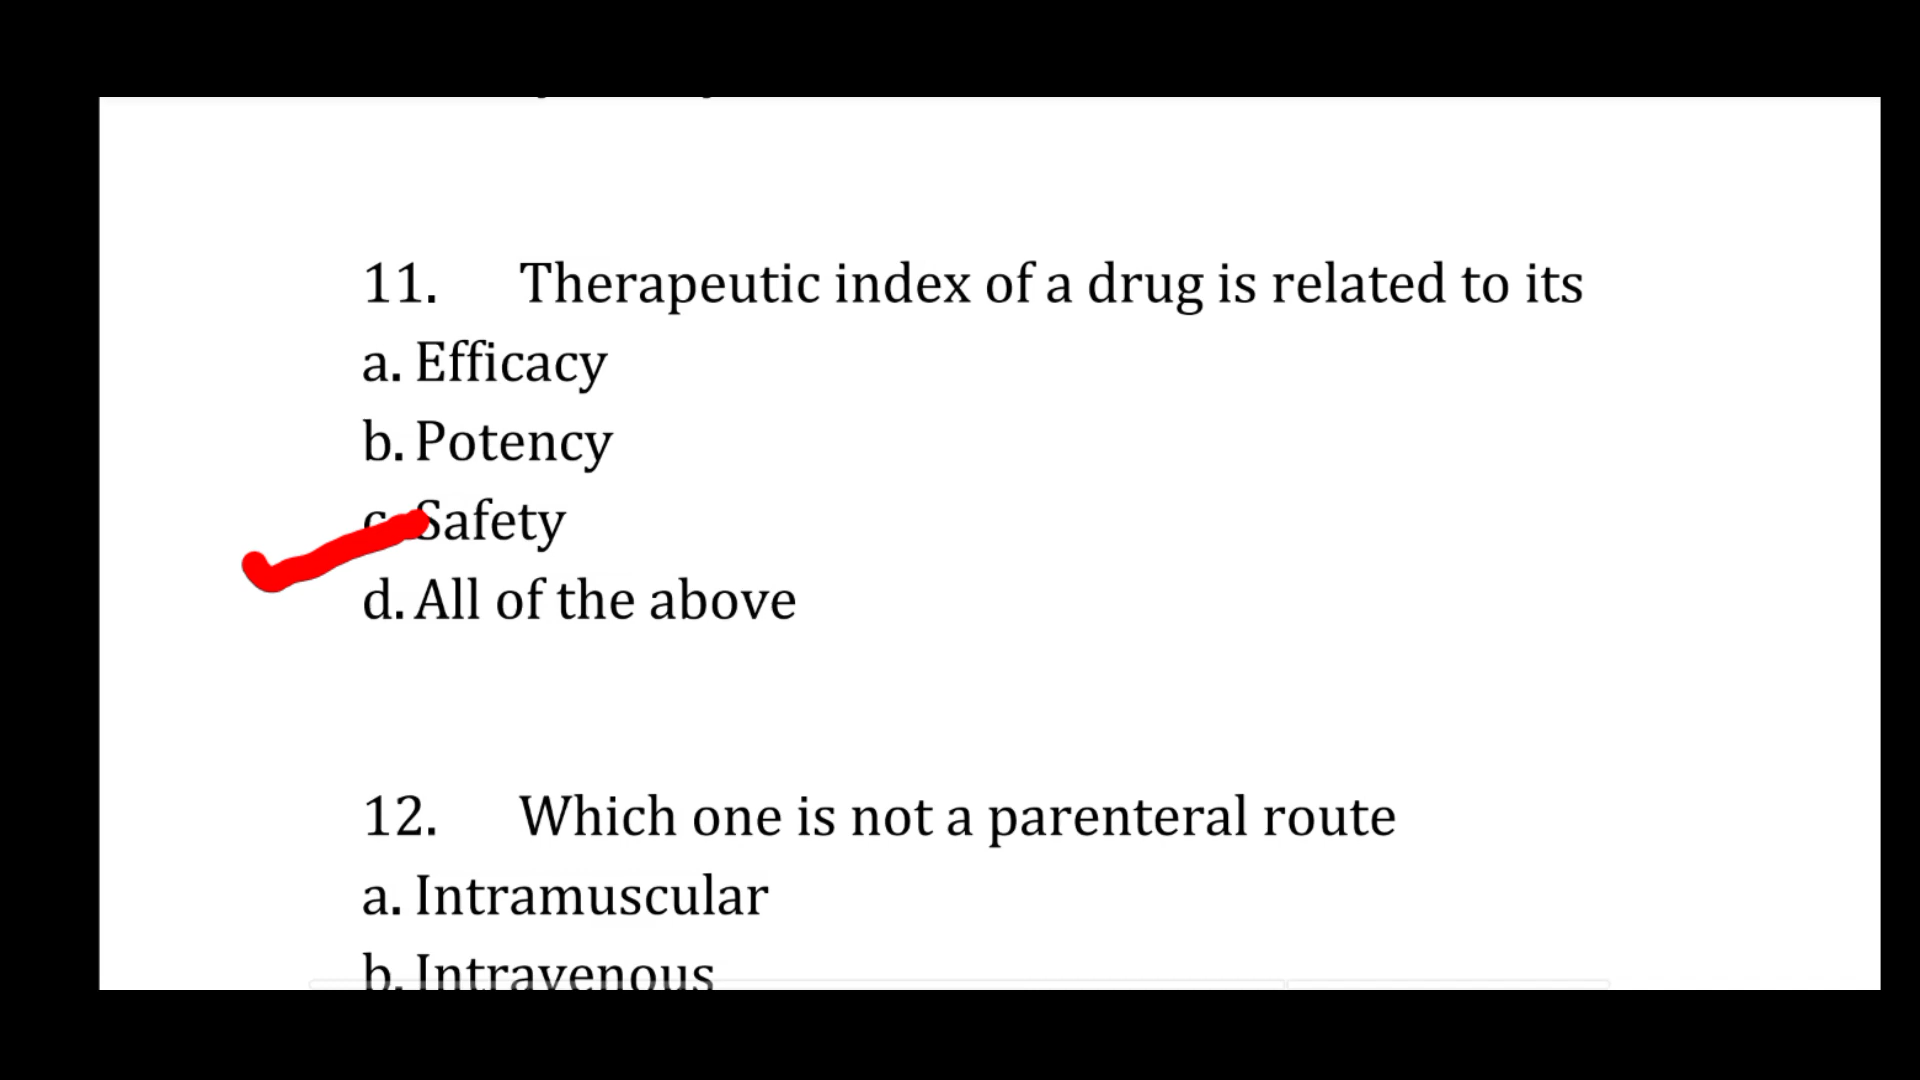 11. Therapeutic index of a drug is related to its
a. Efficacy
b. Potency
c. Safety
d. All of the above
12. Which one is not a parenteral route
a. Intramuscular
b. Intravenous